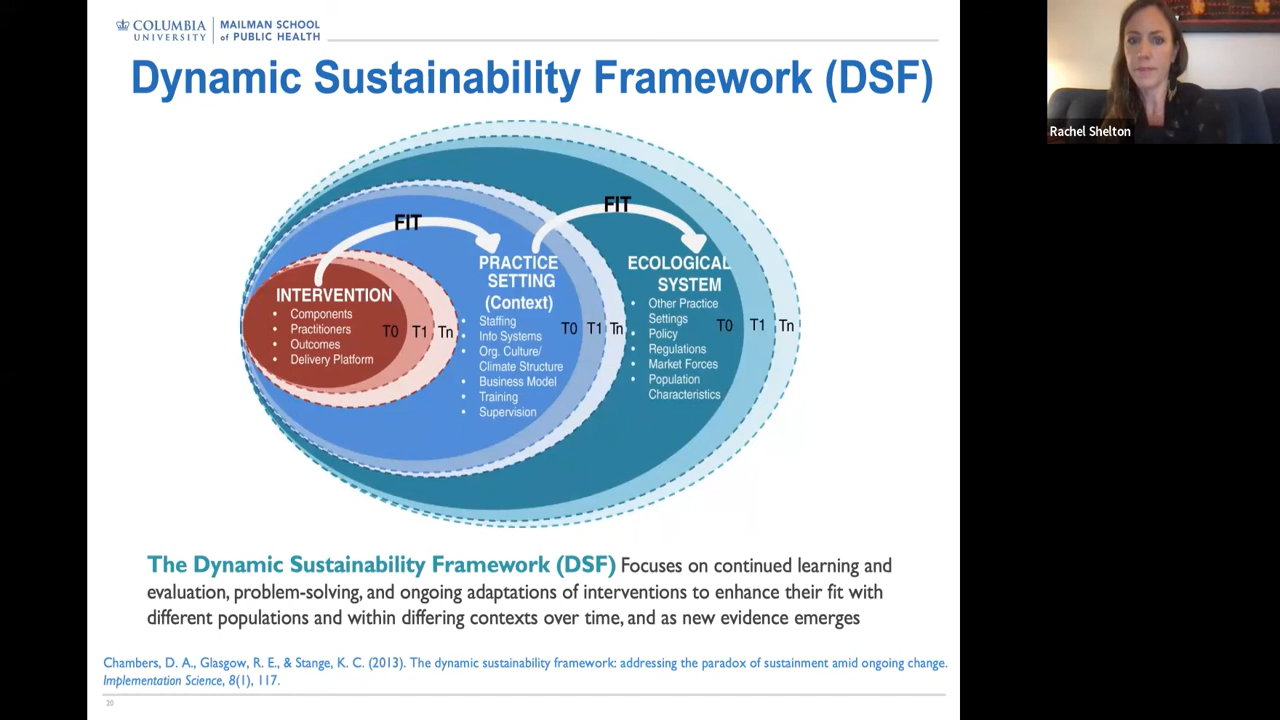 COLUMBIA
UNIVERSITY
MAILMAN SCHOOL
of PUBLIC HEALTH
Dynamic Sustainability Framework (DSF)
Rachel Shelton
FIT
FIT
INTERVENTION
• Components
• Practitioners
• Outcomes
• Delivery Platform
T0 T1 Tn
PRACTICE
SETTING
(Context)
• Staffing
• Info Systems
• Org. Culture/
Climate Structure
• Business Model
• Training
• Supervision
T0 T1 Tn
ECOLOGICAL
SYSTEM
• Other Practice
Settings
• Policy
• Regulations
• Market Forces
• Population
Characteristics
T0 T1 Tn
The Dynamic Sustainability Framework (DSF) Focuses on continued learning and
evaluation, problem-solving, and ongoing adaptations of interventions to enhance their fit with
different populations and within differing contexts over time, and as new evidence emerges
Chambers, D. A., Glasgow, R. E., & Stange, K. C. (2013). The dynamic sustainability framework: addressing the paradox of sustainment amid ongoing change.
Implementation Science, 8(1), 117.
20